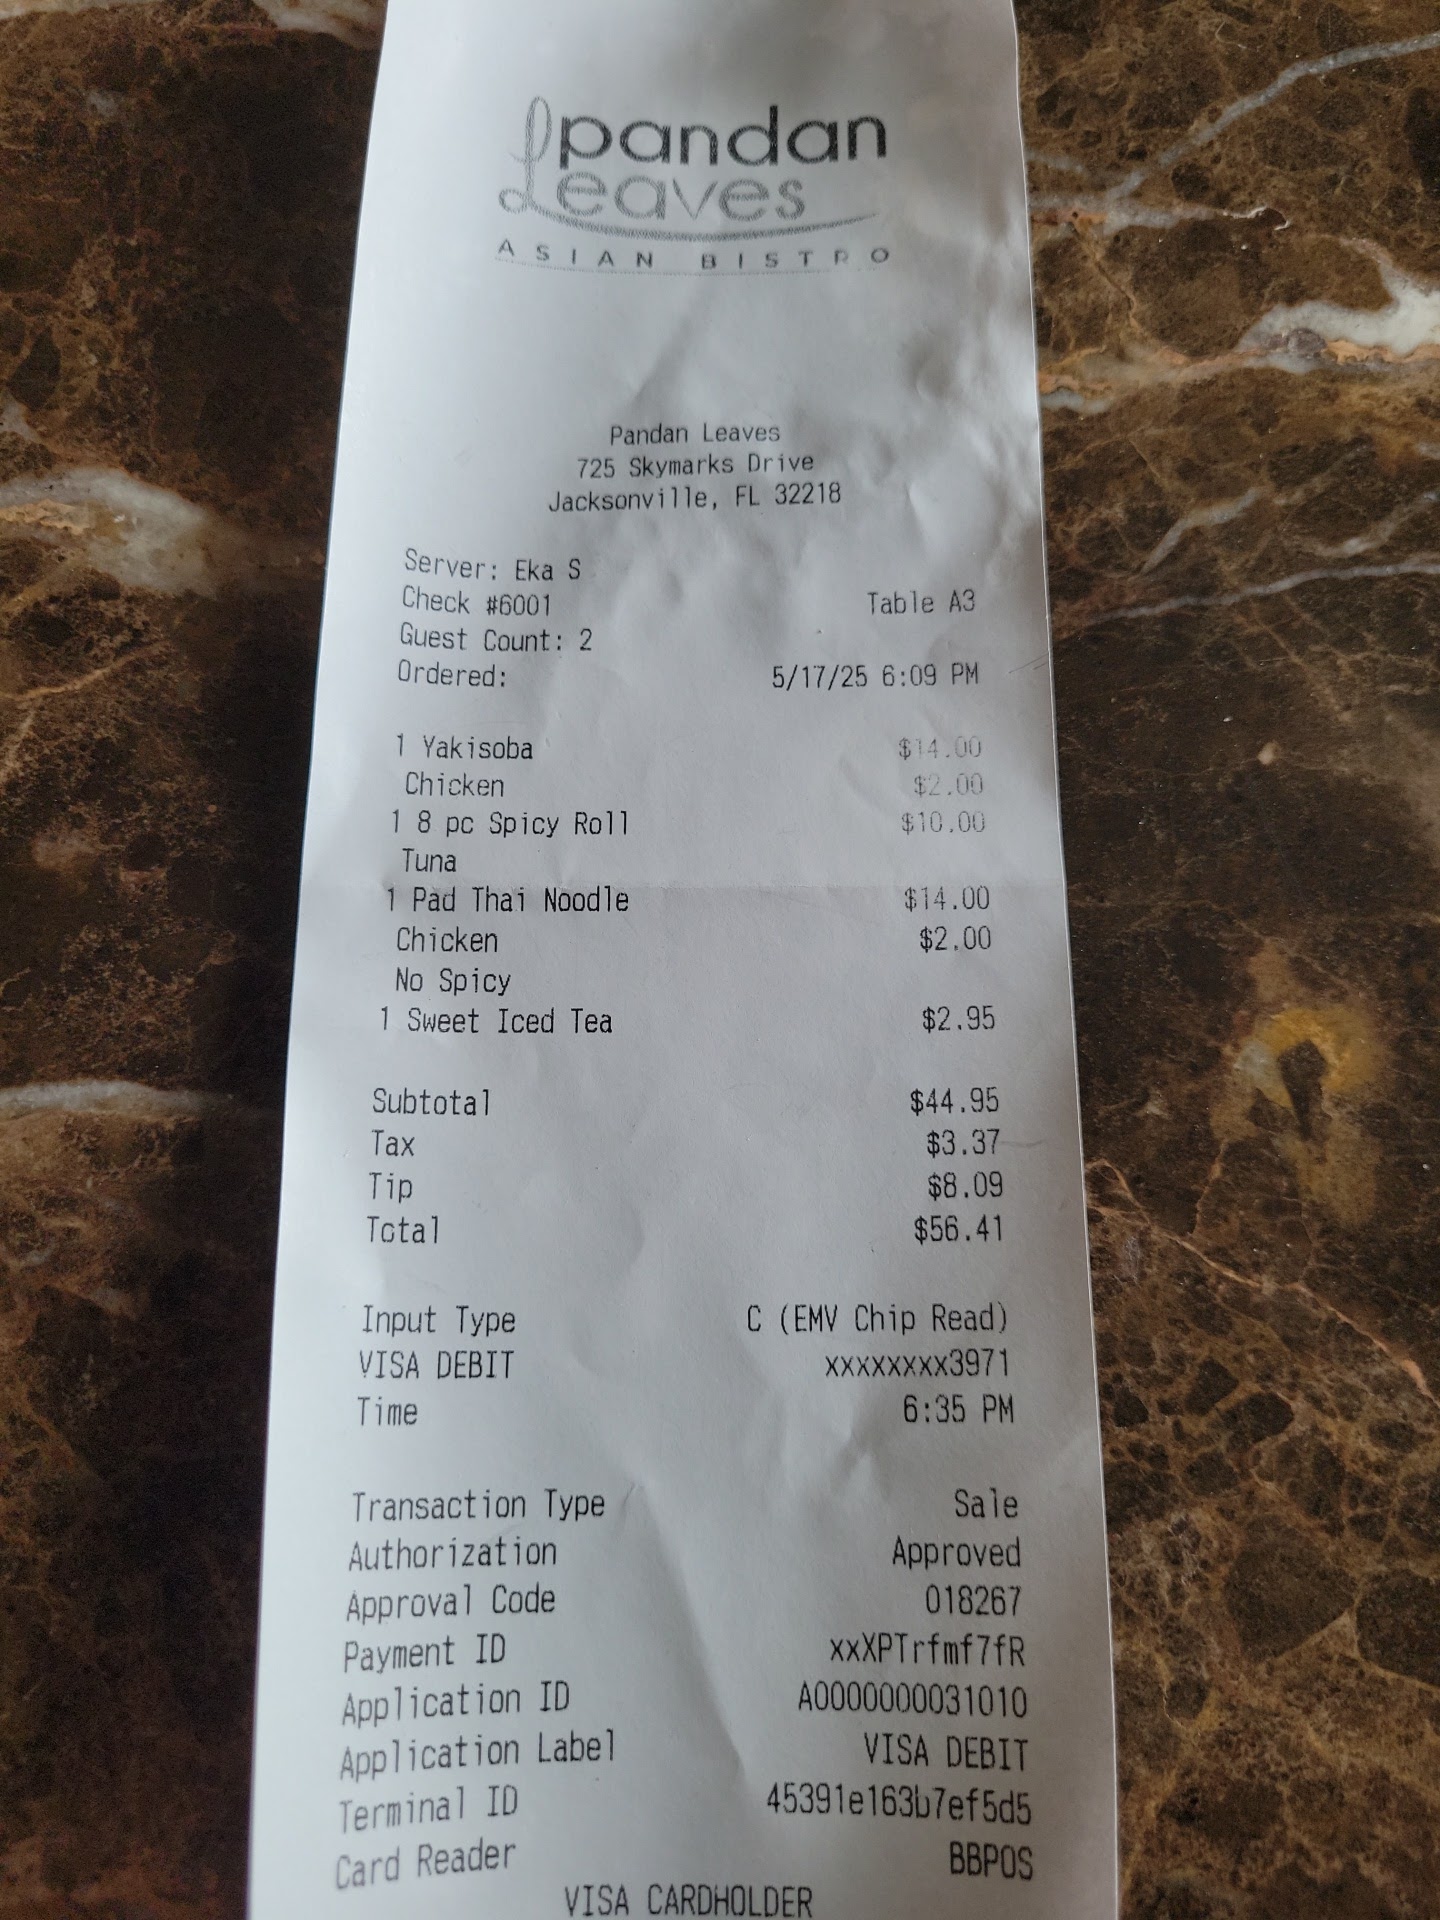 pandan
Leaves
ASIAN BISTRO
Pandan Leaves
725 Skymarks Drive
Jacksonville, FL 32218
Server: Eka S
Check #6001 Table A3
Guest Count: 2
Ordered: 5/17/25 6:09 PM
1 Yakisoba $14.00
Chicken $2.00
1 8 pc Spicy Roll $10.00
Tuna
1 Pad Thai Noodle $14.00
Chicken $2.00
No Spicy
1 Sweet Iced Tea $2.95
Subtotal $44.95
Tax $3.37
Tip $8.09
Total $56.41
Input Type C (EMV Chip Read)
VISA DEBIT xxxxxxxx3971
Time 6:35 PM
Transaction Type Sale
Authorization Approved
Approval Code 018267
Payment ID xxXPTrfmf7fR
Application ID A0000000031010
Application Label VISA DEBIT
Terminal ID 45391e163b7ef5d5
Card Reader BBPOS
VISA CARDHOLDER